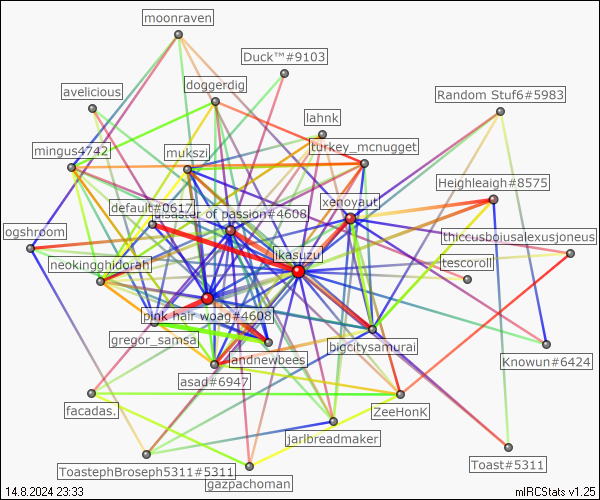 moonraven
Duck™#9103
doggerdig
avelicious
Random Stuf6#5983
lahnk
turkey_mcnugget
mingus4742
mukszi
Heighleigh#8575
xenoyaut
default#0617
disaster of passion#4608
ogshroom
thiccusboiusalexusjoneus
ikasuzu
tescoroll
neokingghidorah
pink hair woag#4608
gregor_samsa
bigcitysamurai
andnewbees
Knowun#6424
asad#6947
facadas.
ZeeHonK
jarlbreadmaker
ToastephBroseph5311#5311
Toast#5311
gazpachoman
14.8.2024 23:33
mIRCStats v1.25